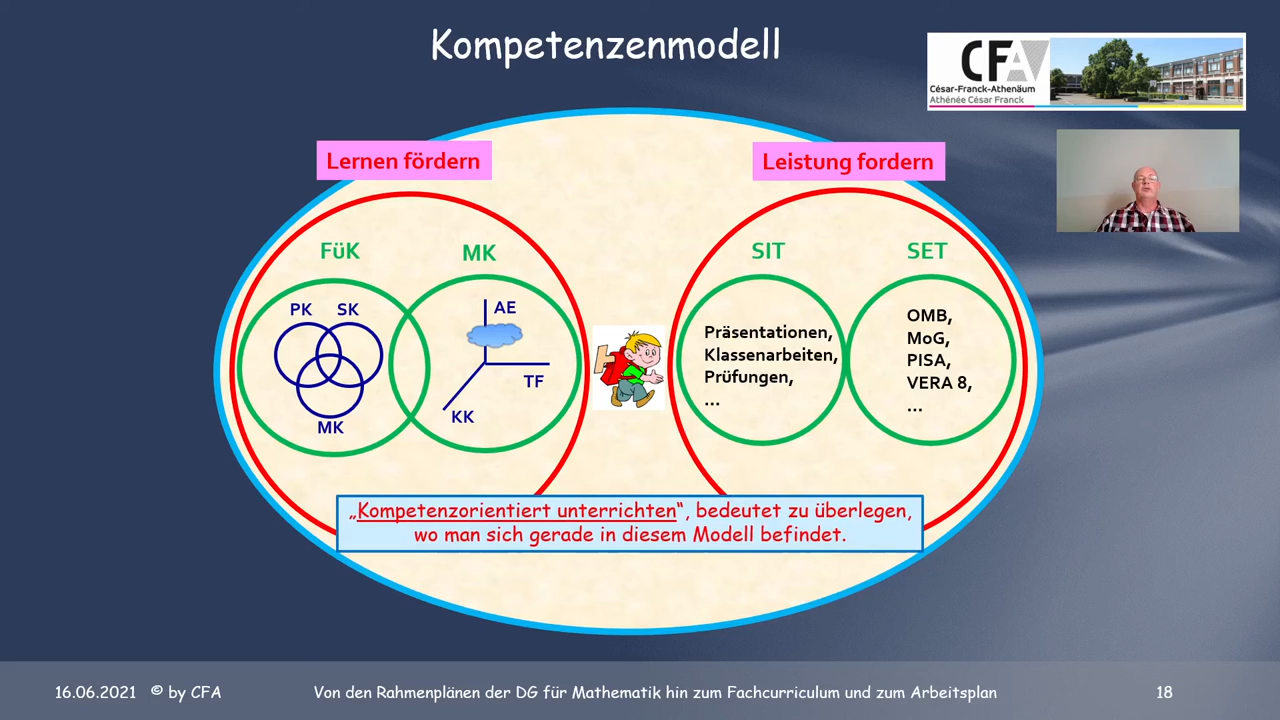 Kompetenzenmodell
CFA
César-Franck-Athenäum
Athénée César Franck
Lernen fördern
Leistung fordern
FüK
MK
SIT
SET
PK
SK
MK
AE
TF
KK
Präsentationen,
Klassenarbeiten,
Prüfungen,
...
OMB,
MoG,
PISA,
VERA 8,
...
„Kompetenzorientiert unterrichten“, bedeutet zu überlegen,
wo man sich gerade in diesem Modell befindet.
16.06.2021 © by CFA
Von den Rahmenplänen der DG für Mathematik hin zum Fachcurriculum und zum Arbeitsplan
18